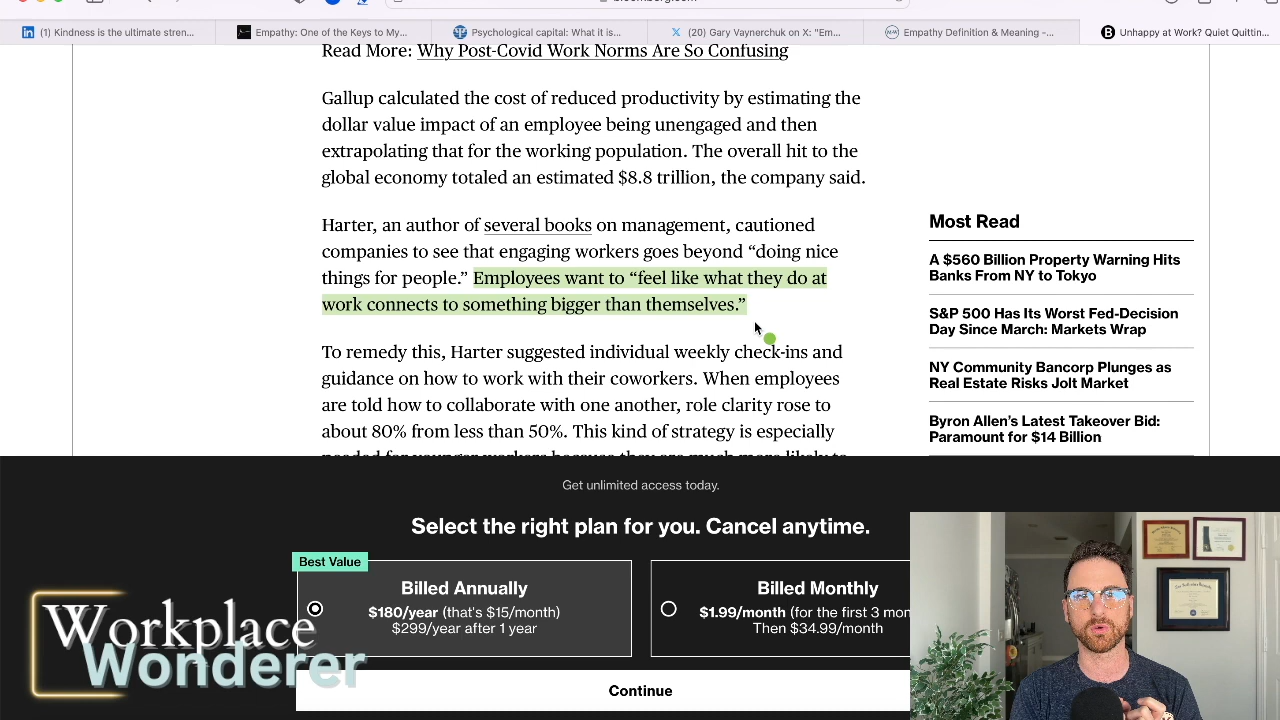 (1) Kindness is the ultimate stren...
Empathy: One of the Keys to My...
Psychological capital: What it is...
(20) Gary Vaynerchuk on X: "Em...
Empathy Definition & Meaning –...
Unhappy at Work? Quiet Quittin...
Read More: Why Post-Covid Work Norms Are So Confusing
Gallup calculated the cost of reduced productivity by estimating the
dollar value impact of an employee being unengaged and then
extrapolating that for the working population. The overall hit to the
global economy totaled an estimated $8.8 trillion, the company said.
Harter, an author of several books on management, cautioned
companies to see that engaging workers goes beyond “doing nice
things for people.” Employees want to “feel like what they do at
work connects to something bigger than themselves.”
To remedy this, Harter suggested individual weekly check-ins and
guidance on how to work with their coworkers. When employees
are told how to collaborate with one another, role clarity rose to
about 80% from less than 50%. This kind of strategy is especially
needed for younger workers because they are much more likely to
Most Read
A $560 Billion Property Warning Hits
Banks From NY to Tokyo
S&P 500 Has Its Worst Fed-Decision
Day Since March: Markets Wrap
NY Community Bancorp Plunges as
Real Estate Risks Jolt Market
Byron Allen’s Latest Takeover Bid:
Paramount for $14 Billion
Get unlimited access today.
Select the right plan for you. Cancel anytime.
Best Value
Billed Annually
$180/year (that's $15/month)
$299/year after 1 year
Billed Monthly
$1.99/month (for the first 3 mon
Then $34.99/month
Continue
Workplace
Wonderer